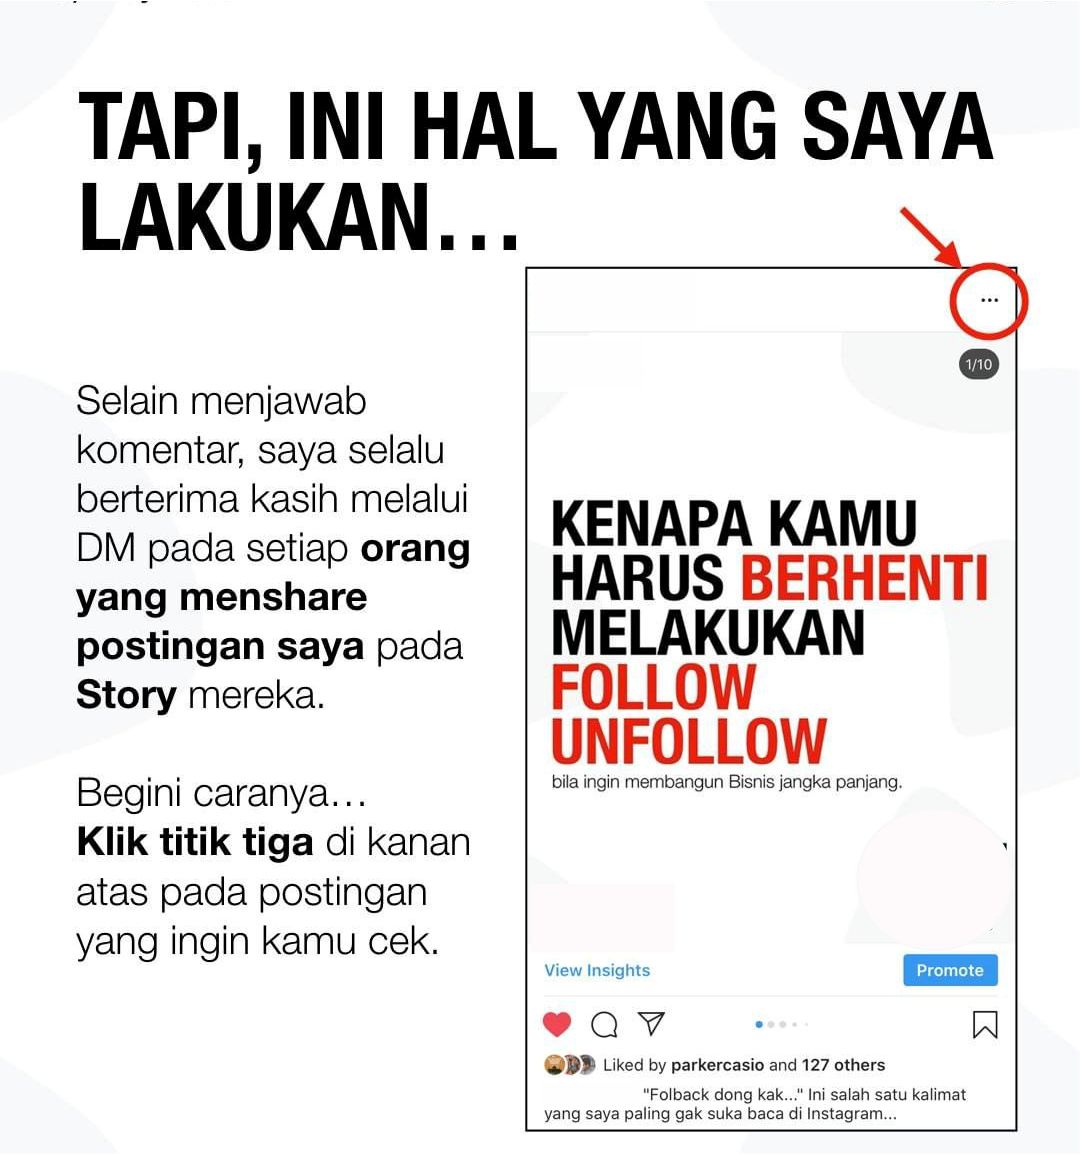 TAPI, INI HAL YANG SAYA
LAKUKAN...
Selain menjawab
komentar, saya selalu
berterima kasih melalui
DM pada setiap orang
yang menshare
postingan saya pada
Story mereka.
Begini caranya...
Klik titik tiga di kanan
atas pada postingan
yang ingin kamu cek.
1/10
KENAPA KAMU
HARUS BERHENTI
MELAKUKAN
FOLLOW
UNFOLLOW
bila ingin membangun Bisnis jangka panjang.
View Insights
Promote
Liked by parkercasio and 127 others
"Folback dong kak..." Ini salah satu kalimat
yang saya paling gak suka baca di Instagram...